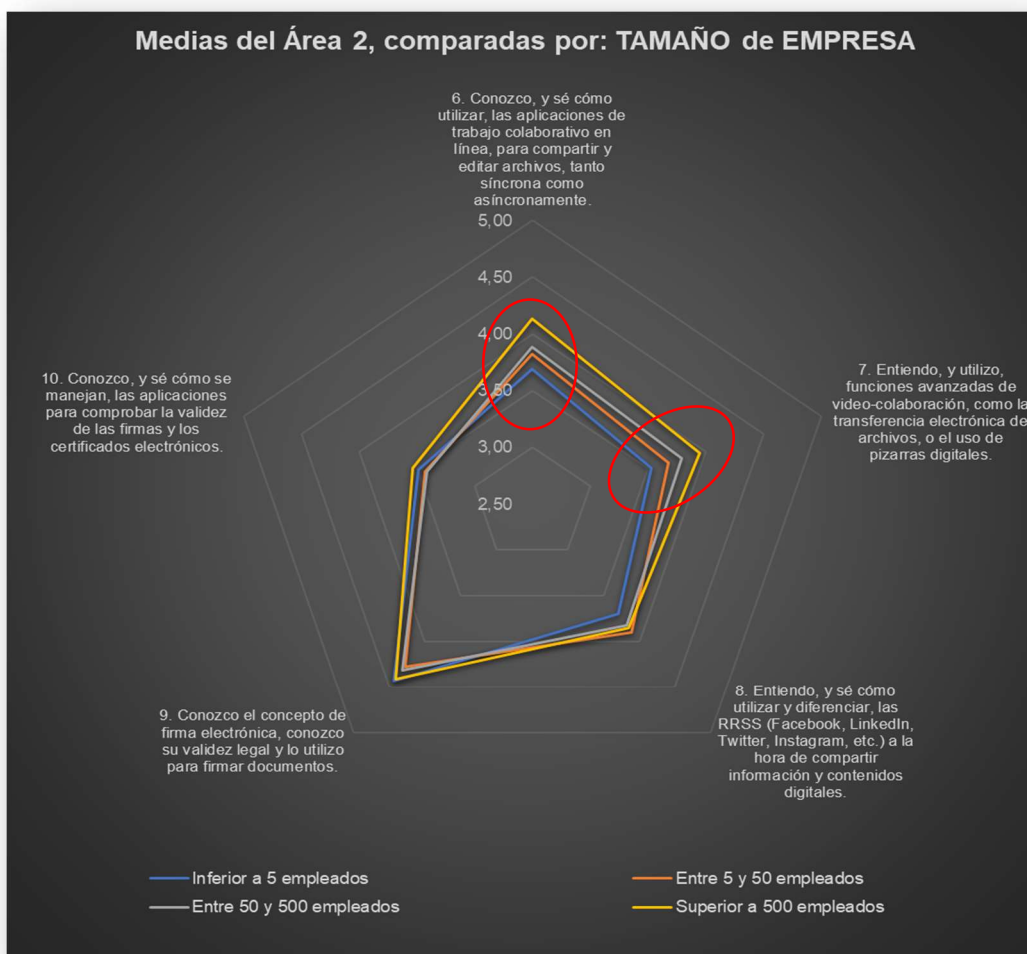 Medias del Área 2, comparadas por: TAMAÑO de EMPRESA
6. Conozco, y sé cómo
utilizar, las aplicaciones de
trabajo colaborativo en
línea, para compartir y
editar archivos, tanto
síncrona como
asíncronamente.
5,00
4,50
4,00
3,50
3,00
2,50
7. Entiendo, y utilizo,
funciones avanzadas de
video-colaboración, como la
transferencia electrónica de
archivos, o el uso de
pizarras digitales.
8. Entiendo, y sé cómo
utilizar y diferenciar, las
RRSS (Facebook, LinkedIn,
Twitter, Instagram, etc.) a la
hora de compartir
información y contenidos
digitales.
9. Conozco el concepto de
firma electrónica, conozco
su validez legal y lo utilizo
para firmar documentos.
10. Conozco, y sé cómo se
manejan, las aplicaciones
para comprobar la validez
de las firmas y los
certificados electrónicos.
Inferior a 5 empleados
Entre 5 y 50 empleados
Entre 50 y 500 empleados
Superior a 500 empleados